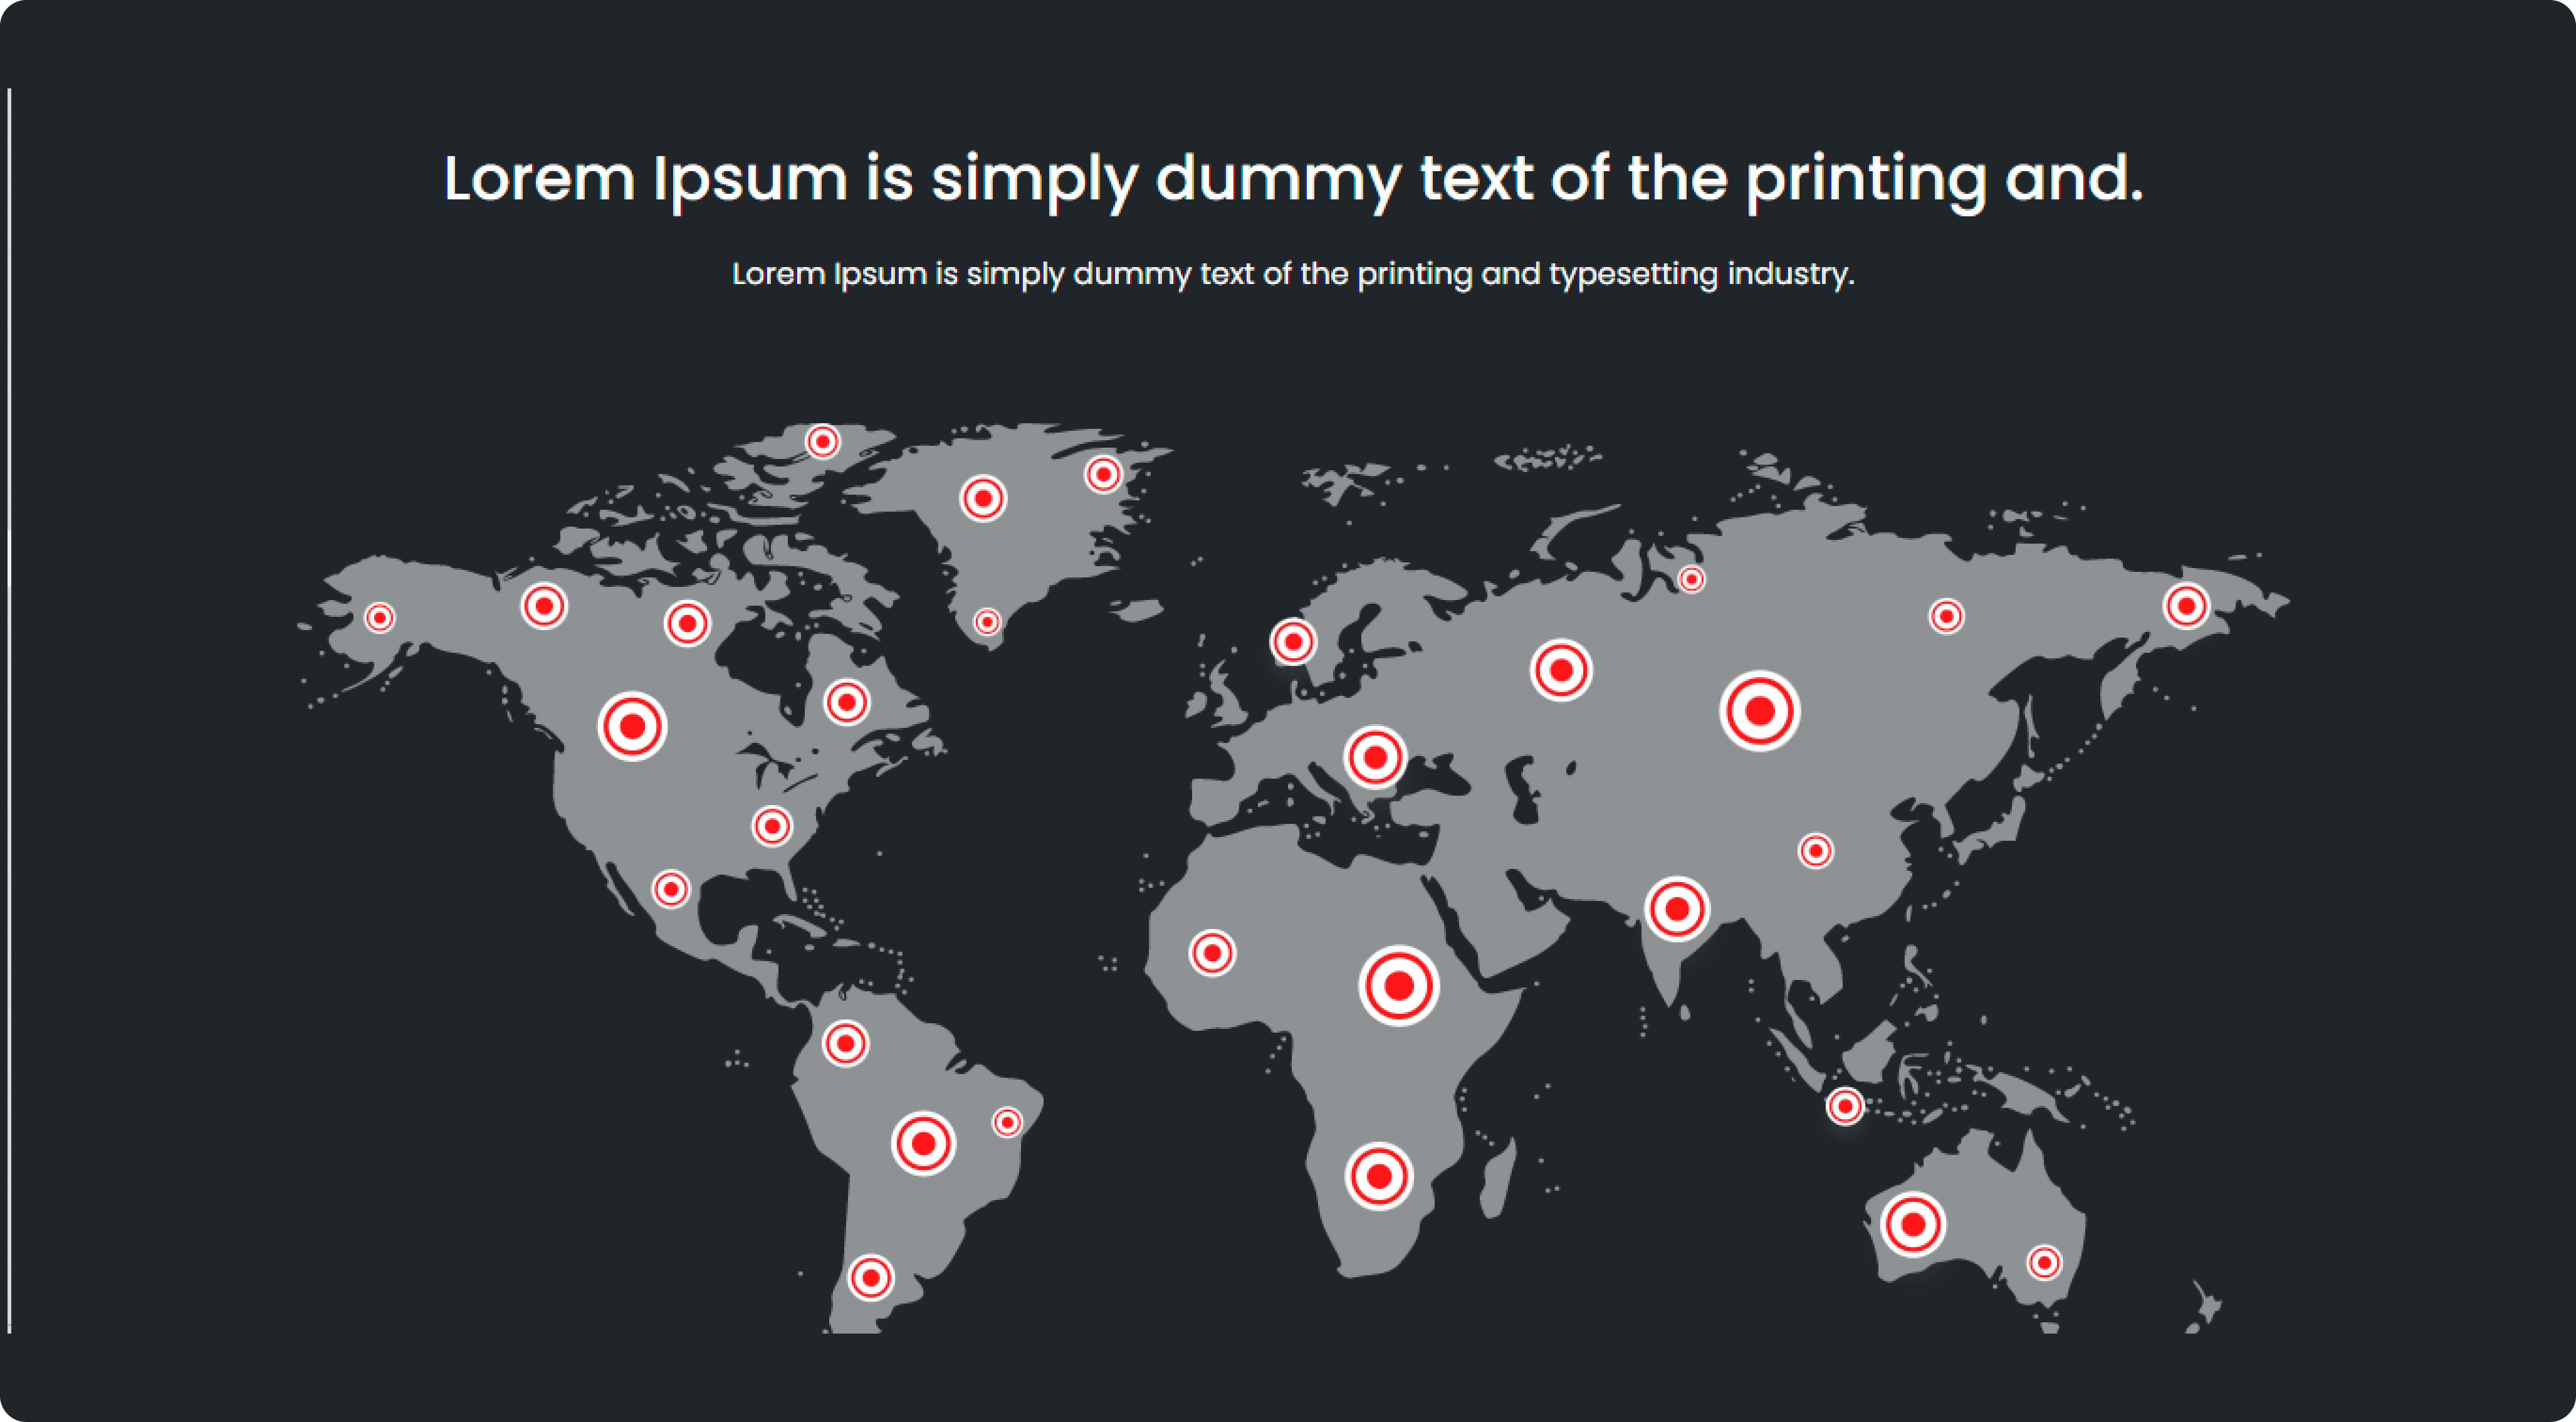 Lorem Ipsum is simply dummy text of the printing and.
Lorem Ipsum is simply dummy text of the printing and typesetting industry.